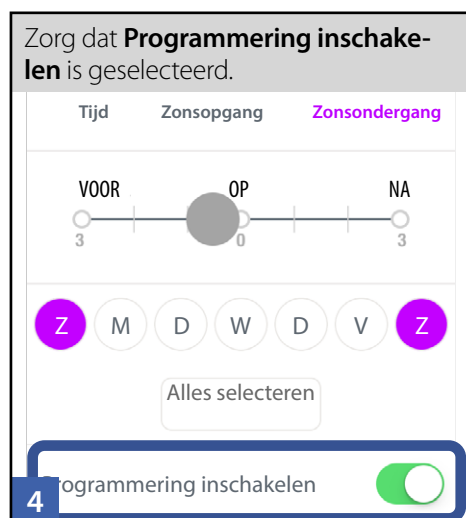 Zorg dat Programmering inschake-
len is geselecteerd.
Tijd Zonsopgang Zonsondergang
VOOR OP NA
3 0 3
Z M D W D V Z
Alles selecteren
rogrammering inschakelen
4